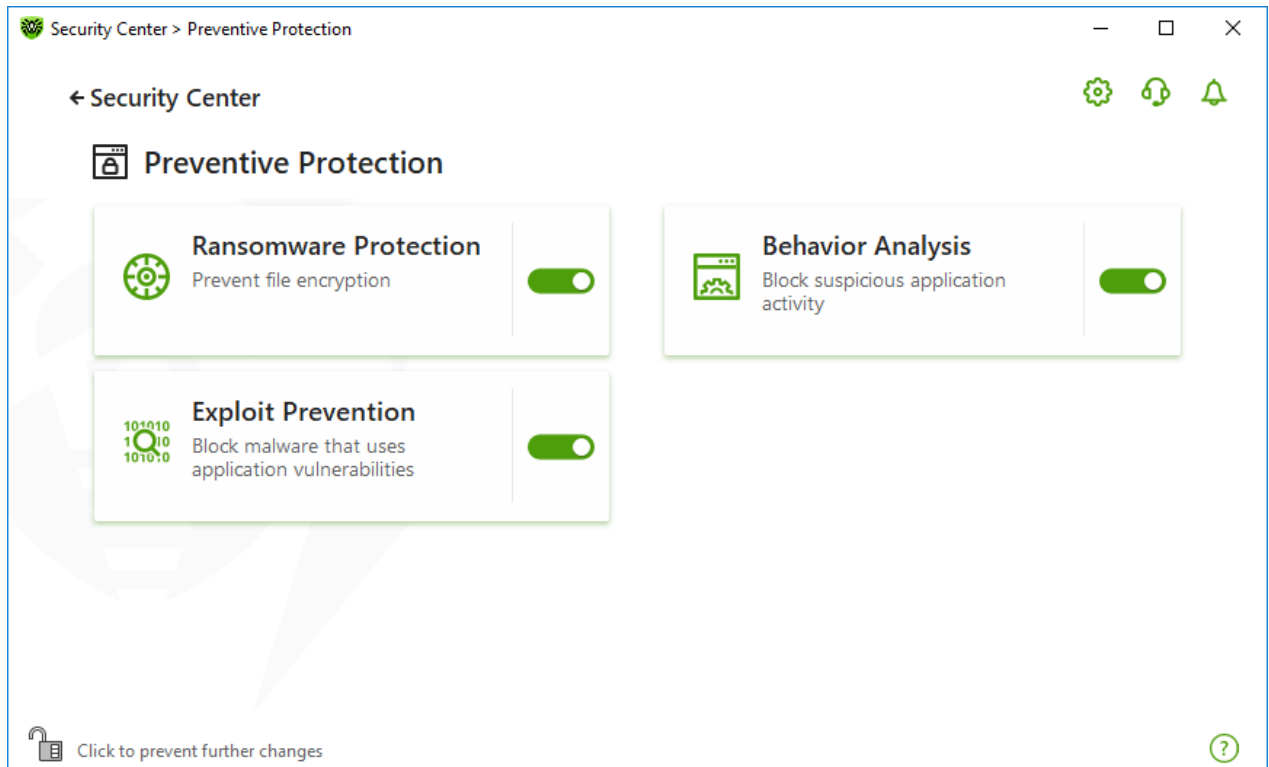 Security Center > Preventive Protection
Security Center
Preventive Protection
Ransomware Protection
Prevent file encryption
Behavior Analysis
Block suspicious application
activity
101010
Exploit Prevention
Block malware that uses
application vulnerabilities
Click to prevent further changes
?